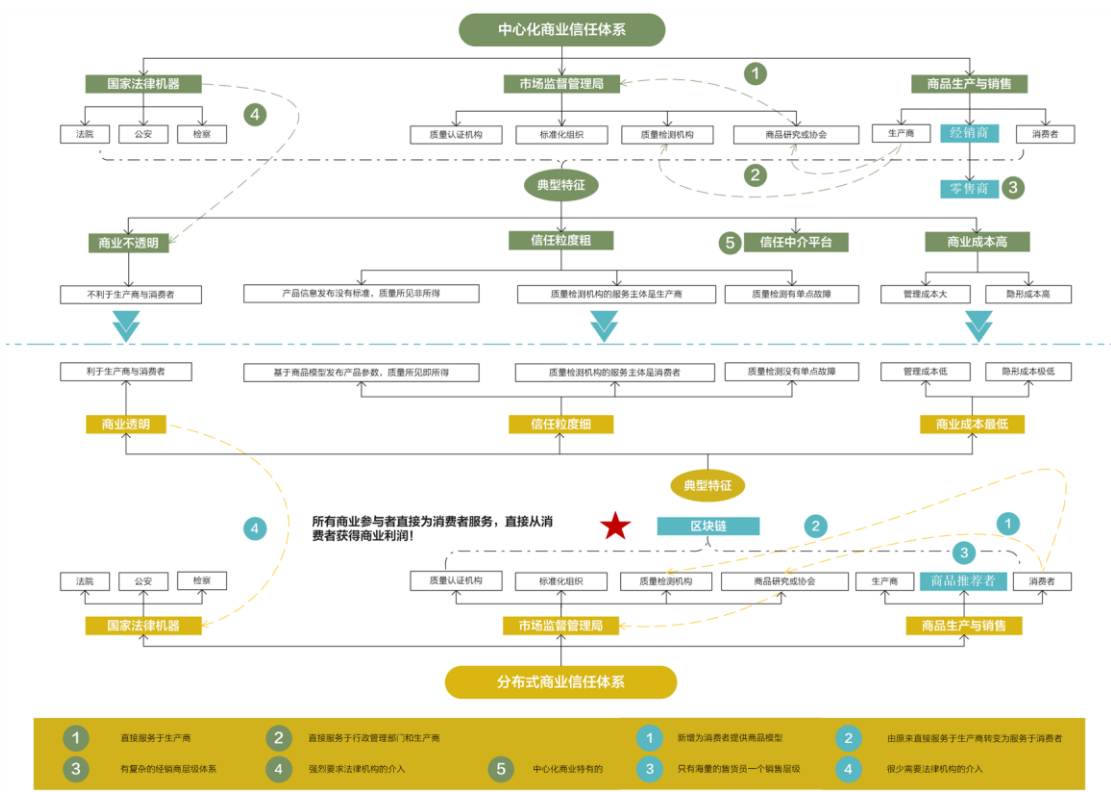 中心化商业信任体系
国家法律机器
市场监督管理局
1
商品生产与销售
4
法院
公安
检察
质量认证机构
标准化组织
质量检测机构
商品研究或协会
生产商
经销商
消费者
典型特征
2
零售商
3
商业不透明
信任粒度粗
5
信任中介平台
商业成本高
不利于生产商与消费者
产品信息发布没有标准，质量所见非所得
质量检测机构的服务主体是生产商
质量检测有单点故障
管理成本大
隐形成本高
利于生产商与消费者
基于商品模型发布产品参数，质量所见即所得
质量检测机构的服务主体是消费者
质量检测没有单点故障
管理成本低
隐形成本极低
商业透明
信任粒度细
商业成本最低
典型特征
4
所有商业参与者直接为消费者服务，直接从消
费者获得商业利润！
区块链
2
1
3
法院
公安
检察
质量认证机构
标准化组织
质量检测机构
商品研究或协会
生产商
商品推荐者
消费者
国家法律机器
市场监督管理局
商品生产与销售
分布式商业信任体系
1 直接服务于生产商
2 直接服务于行政管理部门和生产商
1 新增为消费者提供商品模型
2 由原来直接服务于生产商转变为服务于消费者
3 有复杂的经销商层级体系
4 强烈要求法律机构的介入
5 中心化商业特有的
3 只有海量的售货员一个销售层级
4 很少需要法律机构的介入